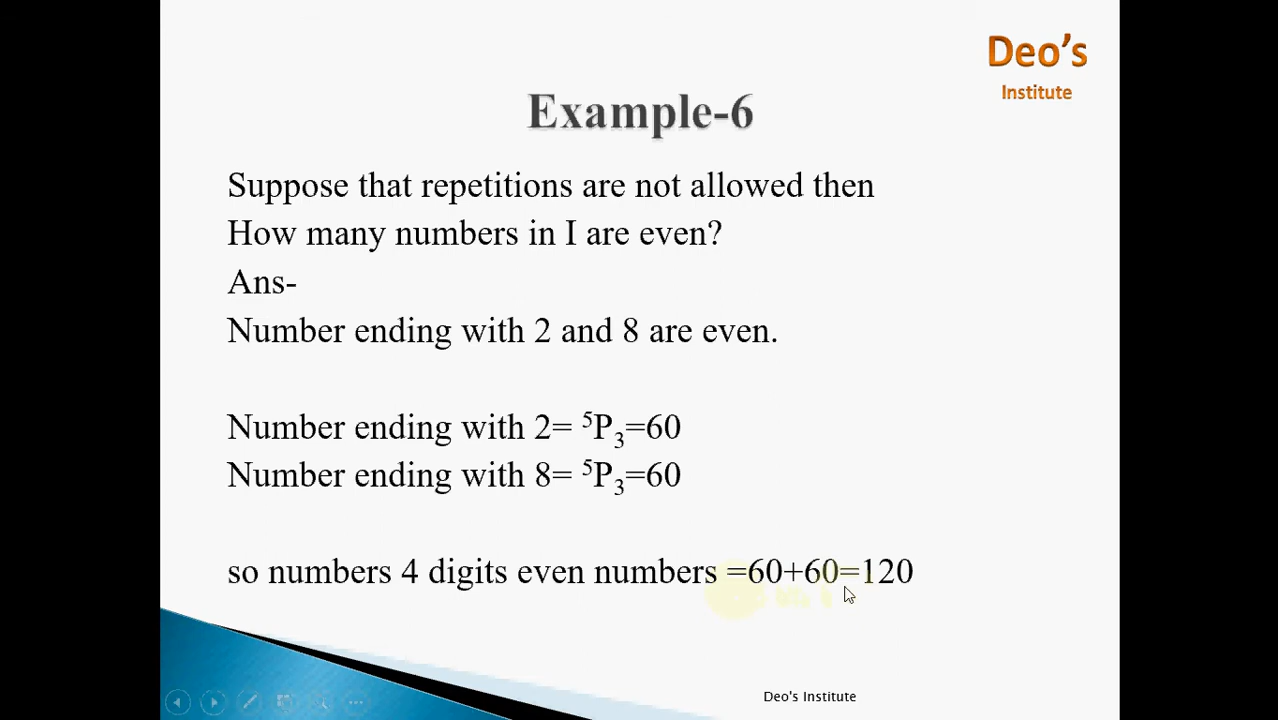 Deo's
Institute
Example-6
Suppose that repetitions are not allowed then
How many numbers in I are even?
Ans-
Number ending with 2 and 8 are even.
Number ending with 2= ⁵P₃=60
Number ending with 8= ⁵P₃=60
so numbers 4 digits even numbers =60+60=120
Deo's Institute